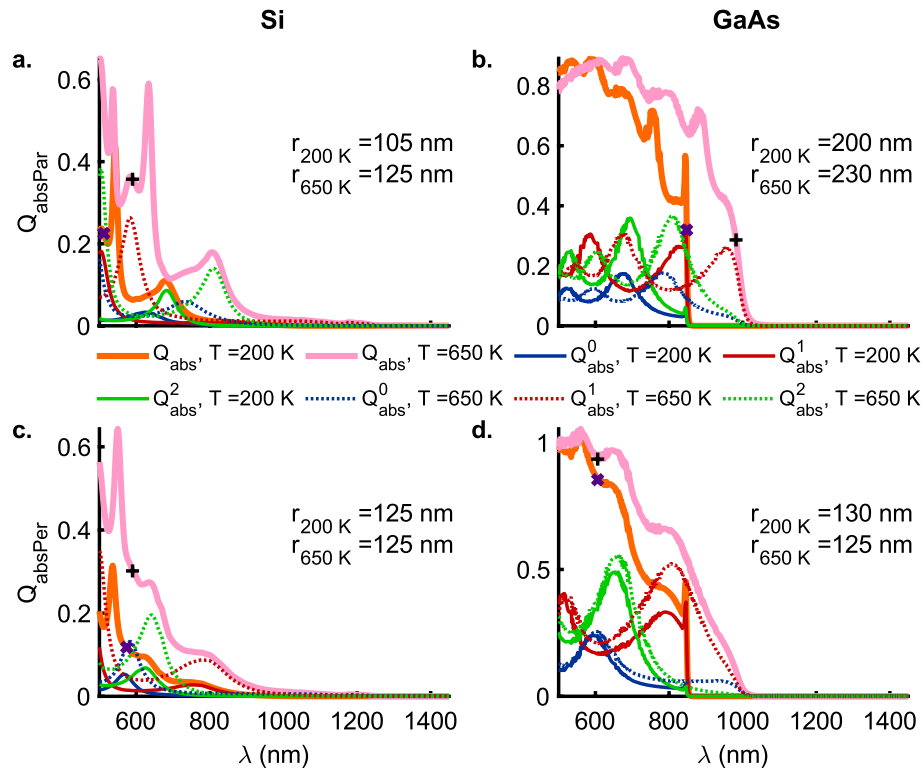 Si
GaAs
a.
b.
0.6
0.4
0.2
0
Q_absPar
r_200 K =105 nm
r_650 K =125 nm
0.8
0.6
0.4
0.2
0
r_200 K =200 nm
r_650 K =230 nm
Q_abs, T =200 K
Q_abs, T =650 K
Q^0_abs, T =200 K
Q^1_abs, T =200 K
Q^2_abs, T =200 K
Q^0_abs, T =650 K
Q^1_abs, T =650 K
Q^2_abs, T =650 K
c.
d.
0.6
0.4
0.2
0
Q_absPer
r_200 K =125 nm
r_650 K =125 nm
600 800 1000 1200 1400
λ (nm)
1
0.5
0
r_200 K =130 nm
r_650 K =125 nm
600 800 1000 1200 1400
λ (nm)